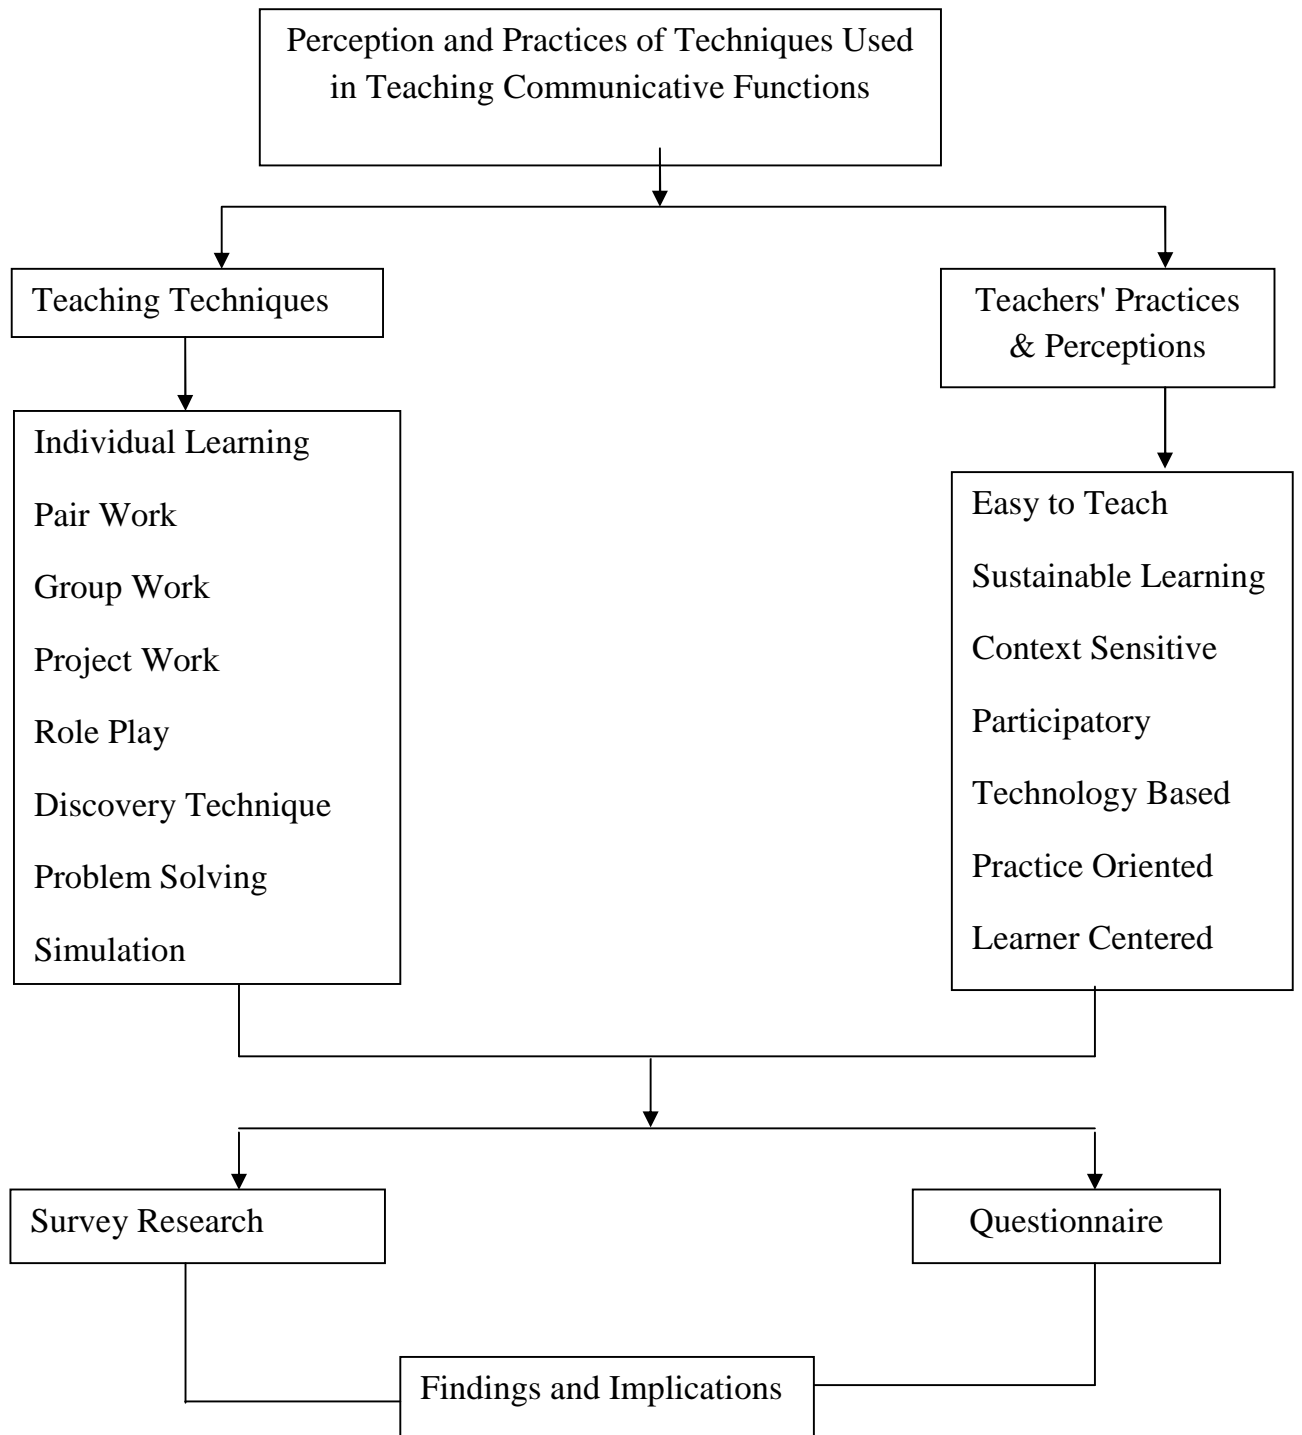 Perception and Practices of Techniques Used
in Teaching Communicative Functions
Teaching Techniques
Teachers' Practices
& Perceptions
Individual Learning
Pair Work
Group Work
Project Work
Role Play
Discovery Technique
Problem Solving
Simulation
Easy to Teach
Sustainable Learning
Context Sensitive
Participatory
Technology Based
Practice Oriented
Learner Centered
Survey Research
Questionnaire
Findings and Implications